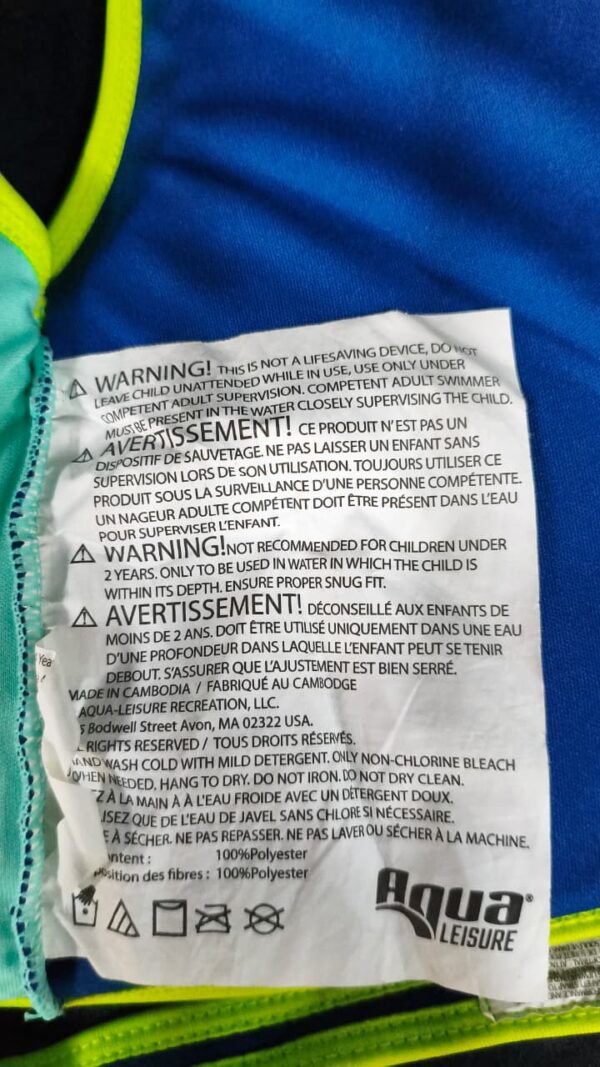 WARNING! THIS IS NOT A LIFESAVING DEVICE, DO NOT
LEAVE CHILD UNATTENDED WHILE IN USE, USE ONLY UNDER
COMPETENT ADULT SUPERVISION. COMPETENT ADULT SWIMMER
MUST BE PRESENT IN THE WATER CLOSELY SUPERVISING THE CHILD.
AVERTISSEMENT! CE PRODUIT N'EST PAS UN
DISPOSITIF DE SAUVETAGE. NE PAS LAISSER UN ENFANT SANS
SUPERVISION LORS DE SON UTILISATION. TOUJOURS UTILISER CE
PRODUIT SOUS LA SURVEILLANCE D'UNE PERSONNE COMPÉTENTE.
UN NAGEUR ADULTE COMPÉTENT DOIT ÊTRE PRÉSENT DANS L'EAU
POUR SUPERVISER L'ENFANT.
WARNING! NOT RECOMMENDED FOR CHILDREN UNDER
2 YEARS. ONLY TO BE USED IN WATER IN WHICH THE CHILD IS
WITHIN ITS DEPTH. ENSURE PROPER SNUG FIT.
AVERTISSEMENT! DÉCONSEILLÉ AUX ENFANTS DE
MOINS DE 2 ANS. DOIT ÊTRE UTILISÉ UNIQUEMENT DANS UNE EAU
D'UNE PROFONDEUR DANS LAQUELLE L'ENFANT PEUT SE TENIR
DEBOUT. S'ASSURER QUE L'AJUSTEMENT EST BIEN SERRÉ.
MADE IN CAMBODIA / FABRIQUÉ AU CAMBODGE
AQUA-LEISURE RECREATION, LLC.
Bodwell Street Avon, MA 02322 USA.
RIGHTS RESERVED / TOUS DROITS RÉSERVÉS.
HAND WASH COLD WITH MILD DETERGENT. ONLY NON-CHLORINE BLEACH
WHEN NEEDED. HANG TO DRY. DO NOT IRON. DO NOT DRY CLEAN.
À LA MAIN À À L'EAU FROIDE AVEC UN DÉTERGENT DOUX.
QUE DE L'EAU DE JAVEL SANS CHLORE SI NÉCESSAIRE.
À SÉCHER. NE PAS REPASSER. NE PAS LAVER OU SÉCHER À LA MACHINE.
100%Polyester
des fibres : 100%Polyester
Aqua®
LEISURE